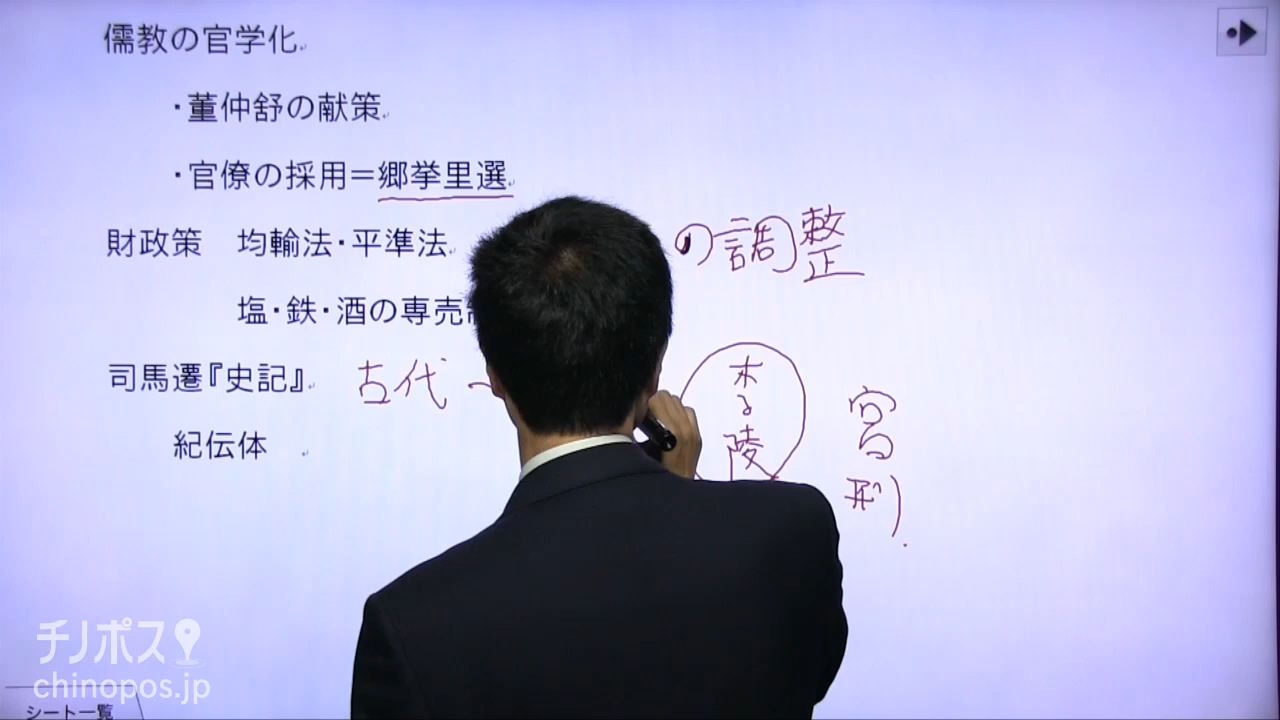 儒教の官学化
・董仲舒の献策
・官僚の採用＝郷挙里選
財政策　均輸法・平準法
の調整
塩・鉄・酒の専売
司馬遷『史記』
古代
李陵
宮刑
紀伝体
チノポス
chinopos.jp
シート一覧